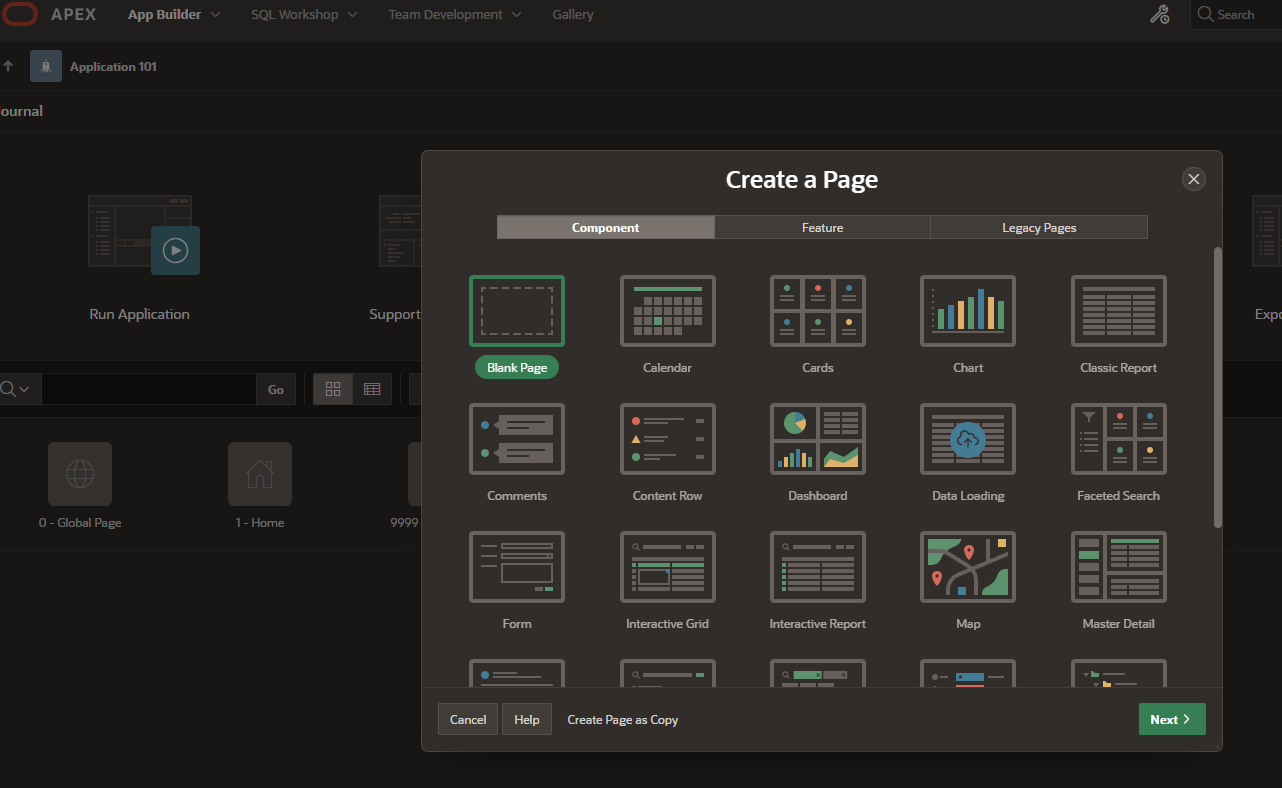 APEX App Builder SQL Workshop Team Development Gallery Search
Application 101
ournal
Create a Page
Component Feature Legacy Pages
Run Application
Support
Expo
Blank Page Calendar Cards Chart Classic Report
Go
Comments Content Row Dashboard Data Loading Faceted Search
0 - Global Page 1 - Home 9999
Form Interactive Grid Interactive Report Map Master Detail
Cancel Help Create Page as Copy Next